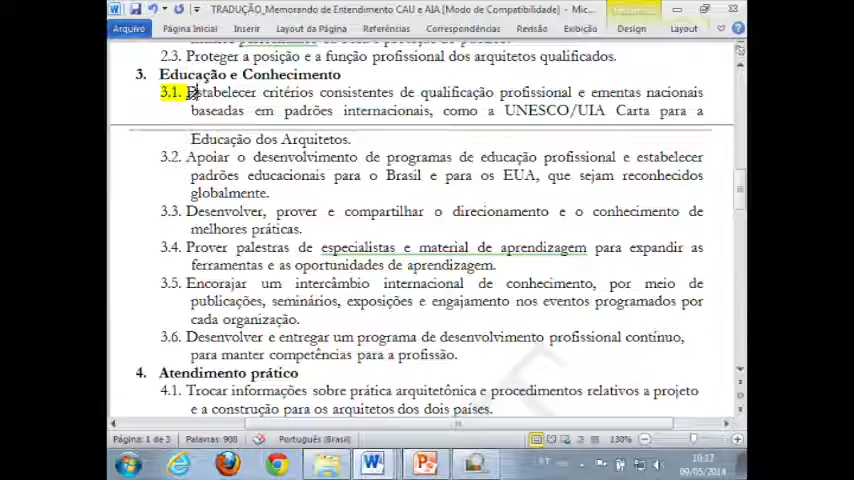 TRADUÇÃO_Memorando de Entendimento CAU e AIA [Modo de Compatibilidade] - Mic...
Arquivo Página Inicial Inserir Layout da Página Referências Correspondências Revisão Exibição Design Layout
2.3. Proteger a posição e a função profissional dos arquitetos qualificados.
3. Educação e Conhecimento
3.1. Estabelecer critérios consistentes de qualificação profissional e ementas nacionais
baseadas em padrões internacionais, como a UNESCO/UIA Carta para a
Educação dos Arquitetos.
3.2. Apoiar o desenvolvimento de programas de educação profissional e estabelecer
padrões educacionais para o Brasil e para os EUA, que sejam reconhecidos
globalmente.
3.3. Desenvolver, prover e compartilhar o direcionamento e o conhecimento de
melhores práticas.
3.4. Prover palestras de especialistas e material de aprendizagem para expandir as
ferramentas e as oportunidades de aprendizagem.
3.5. Encorajar um intercâmbio internacional de conhecimento, por meio de
publicações, seminários, exposições e engajamento nos eventos programados por
cada organização.
3.6. Desenvolver e entregar um programa de desenvolvimento profissional contínuo,
para manter competências para a profissão.
4. Atendimento prático
4.1. Trocar informações sobre prática arquitetônica e procedimentos relativos a projeto
e a construção para os arquitetos dos dois países.
Página: 1 de 3 Palavras: 908 Português (Brasil) 130%
PT 10:17
09/05/2014